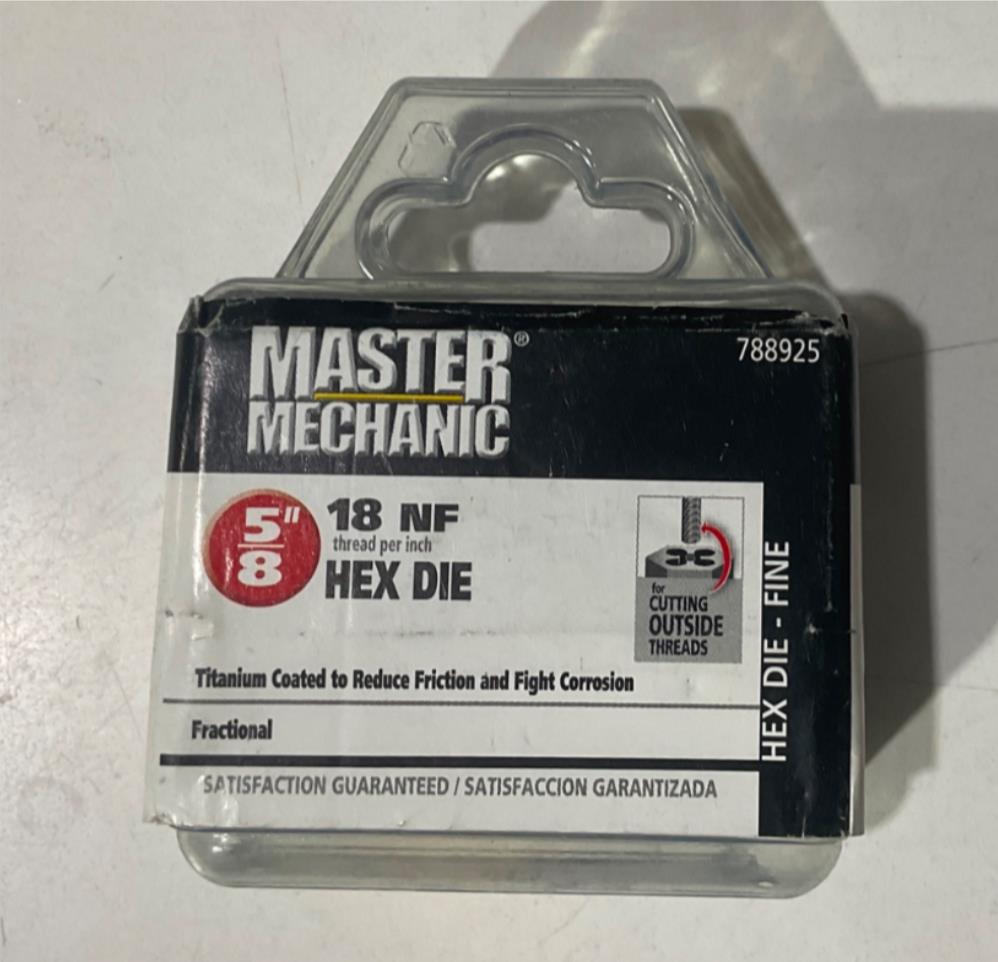 MASTER®
MECHANIC
788925
5"
8
18 NF
thread per inch
HEX DIE
for
CUTTING
OUTSIDE
THREADS
HEX DIE - FINE
Titanium Coated to Reduce Friction and Fight Corrosion
Fractional
SATISFACTION GUARANTEED / SATISFACCION GARANTIZADA